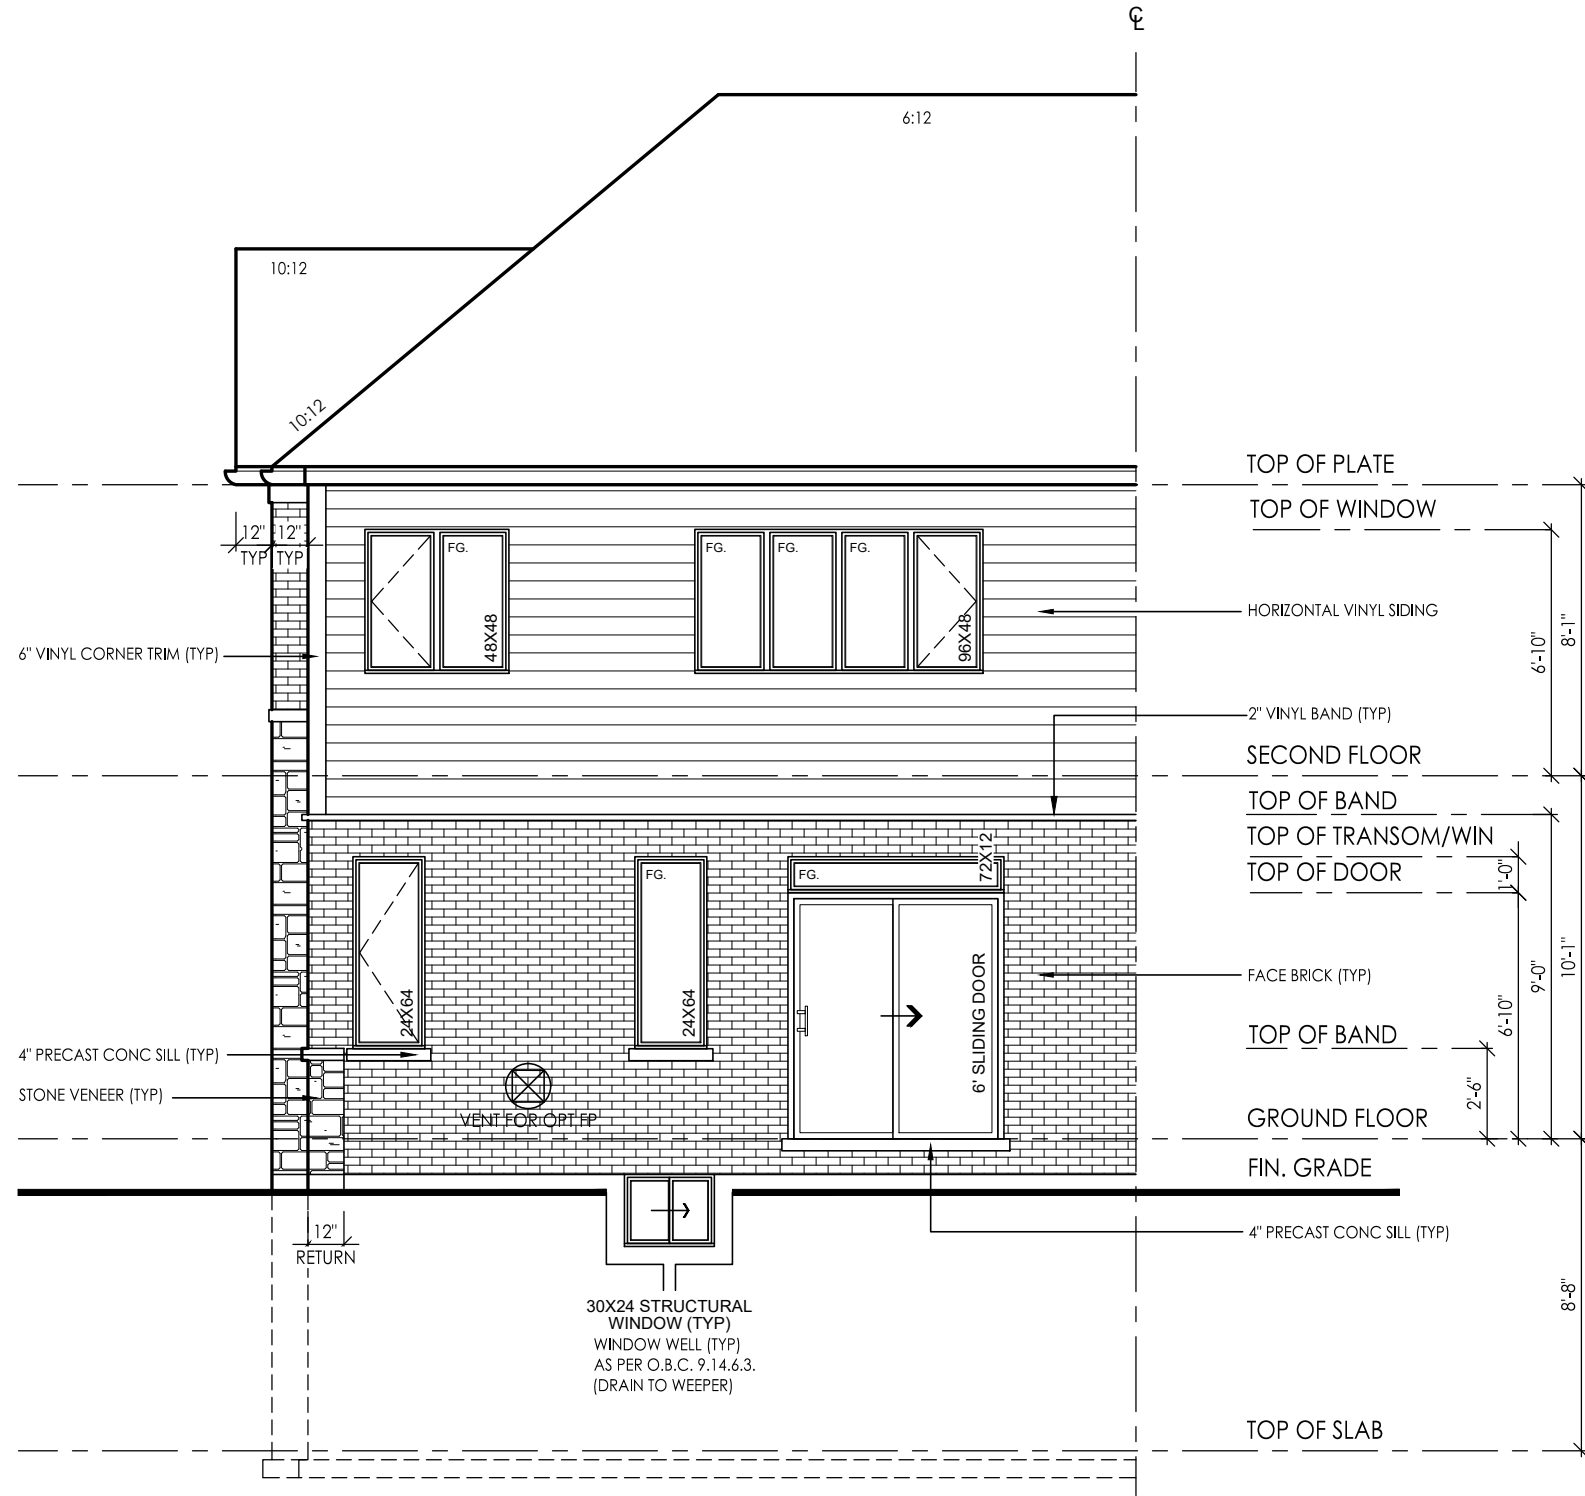 ℄
6:12
10:12
10:12
TOP OF PLATE
TOP OF WINDOW
12" 12"
TYP TYP
FG.
FG.
FG.
FG.
48X48
96X48
HORIZONTAL VINYL SIDING
6'-10"
8'-1"
6" VINYL CORNER TRIM (TYP)
2" VINYL BAND (TYP)
SECOND FLOOR
TOP OF BAND
TOP OF TRANSOM/WIN
TOP OF DOOR
72X12
1'-0"
FG.
FG.
24X64
24X64
6' SLIDING DOOR
FACE BRICK (TYP)
9'-0"
10'-1"
6'-10"
TOP OF BAND
4" PRECAST CONC SILL (TYP)
STONE VENEER (TYP)
2'-6"
VENT FOR OPT FP
GROUND FLOOR
FIN. GRADE
12"
RETURN
4" PRECAST CONC SILL (TYP)
30X24 STRUCTURAL
WINDOW (TYP)
WINDOW WELL (TYP)
AS PER O.B.C. 9.14.6.3.
(DRAIN TO WEEPER)
8'-8"
TOP OF SLAB